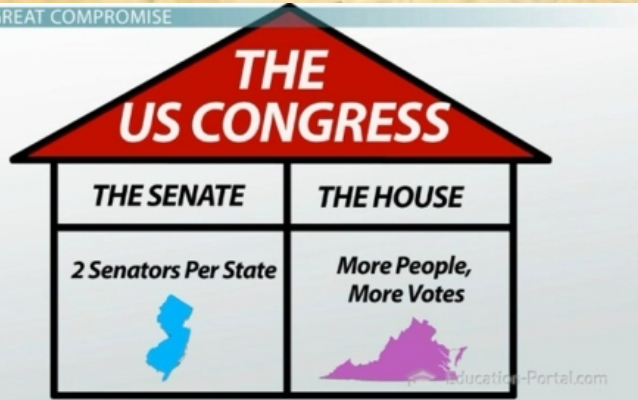 GREAT COMPROMISE
THE
US CONGRESS
THE SENATE
THE HOUSE
2 Senators Per State
More People,
More Votes
Education-Portal.com